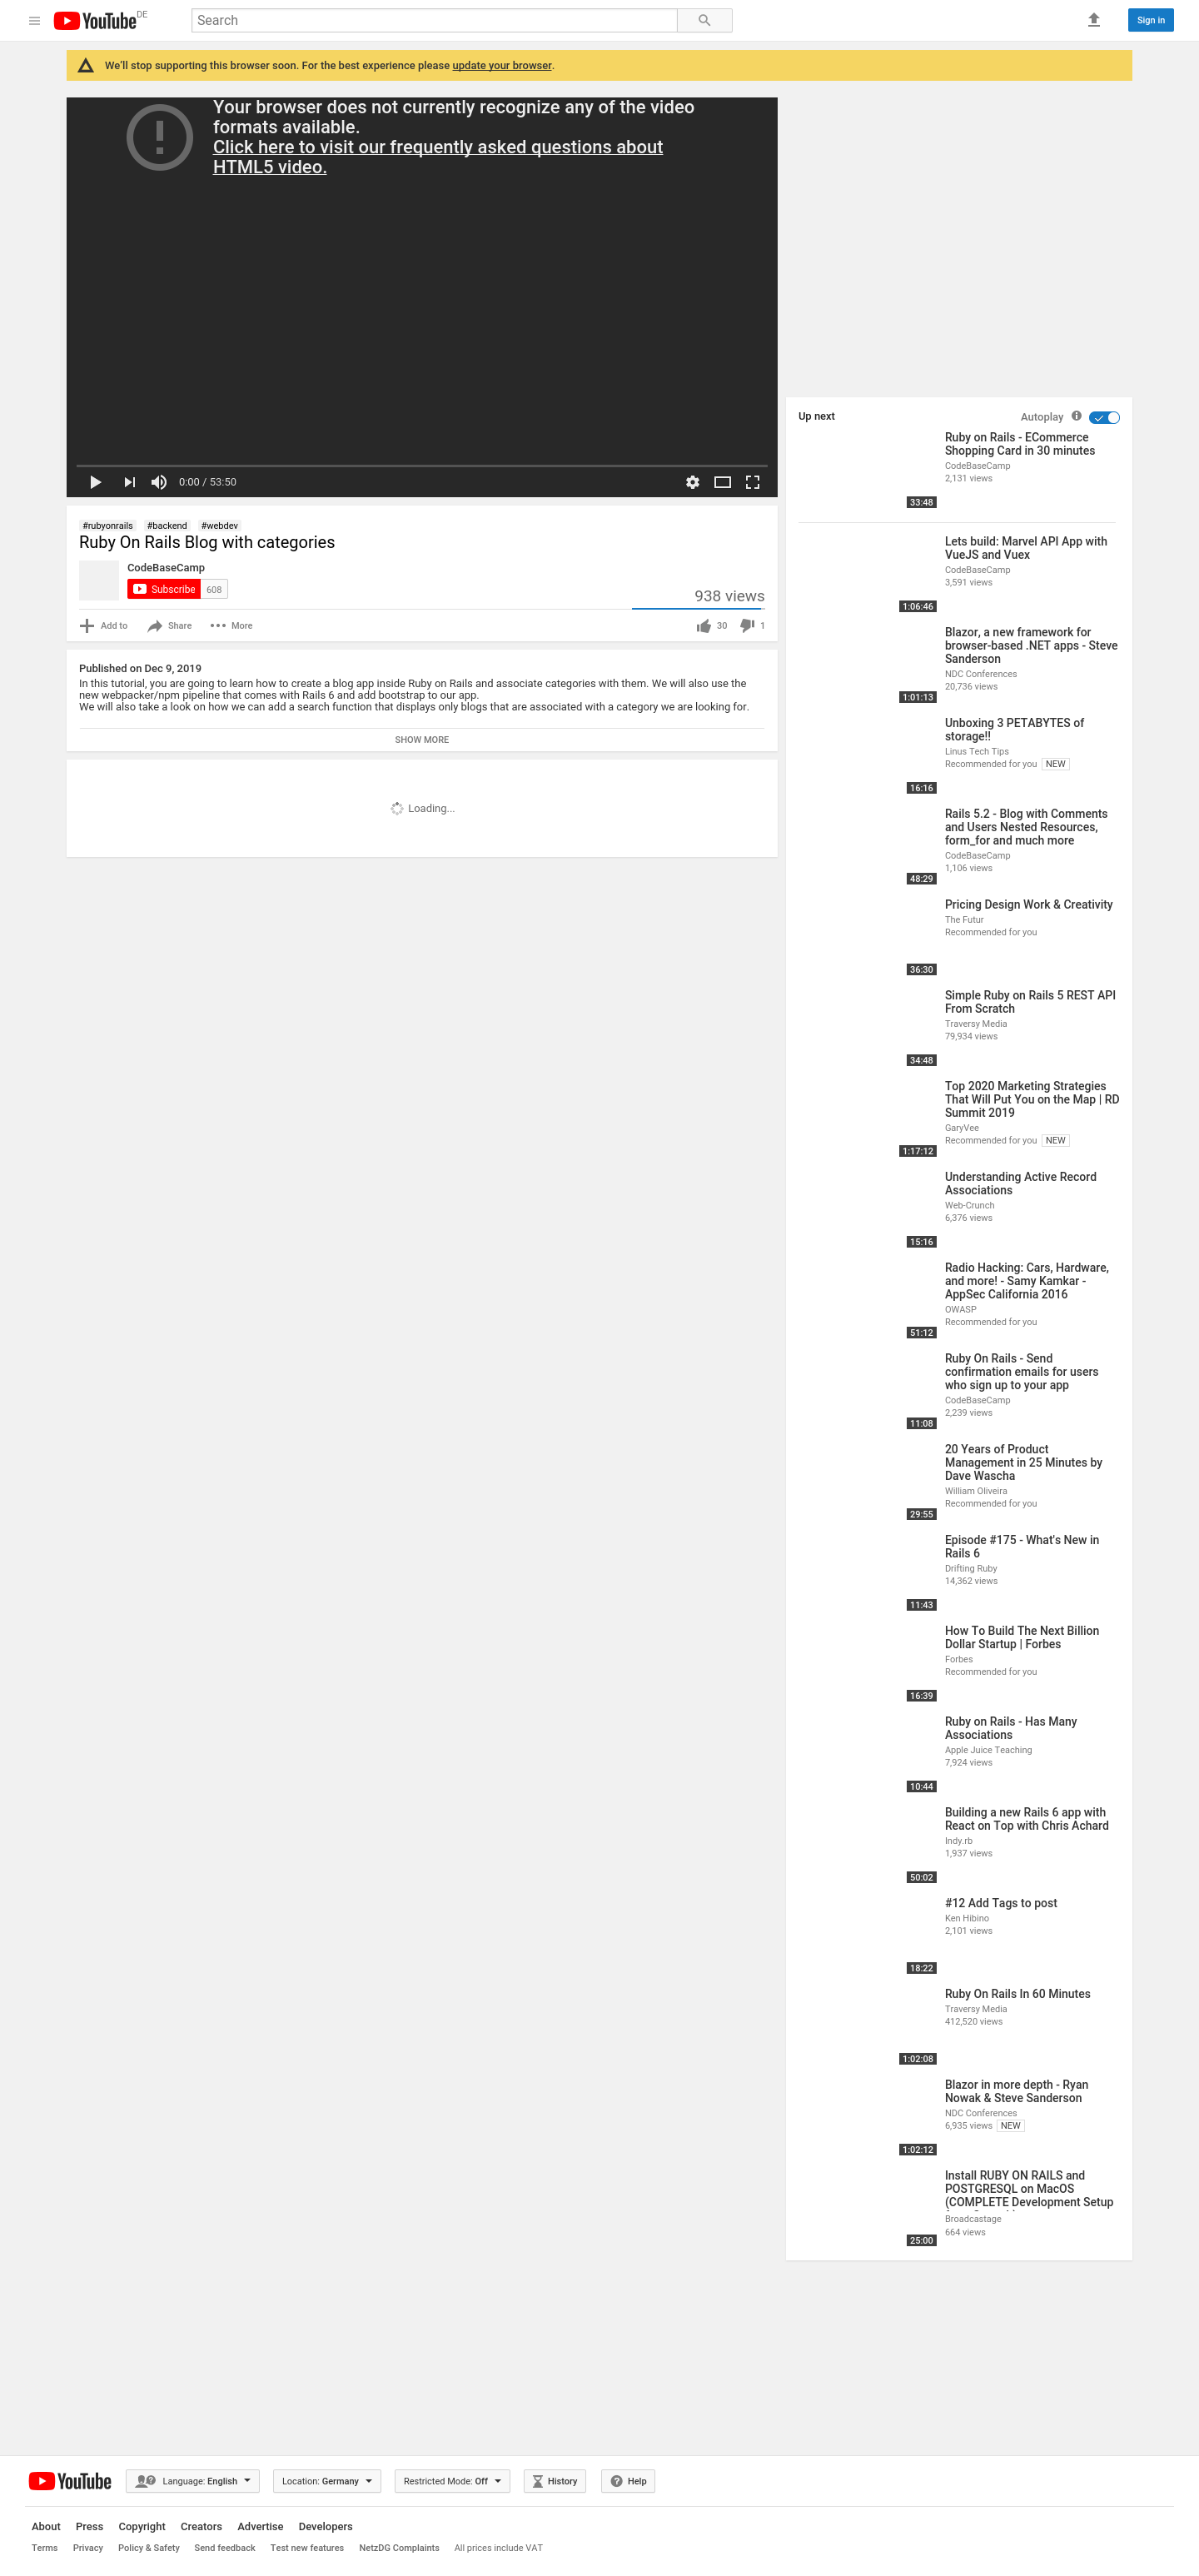 YouTube DE
Search
Sign in
We'll stop supporting this browser soon. For the best experience please update your browser.
Your browser does not currently recognize any of the video
formats available.
Click here to visit our frequently asked questions about
HTML5 video.
0:00 / 53:50
#rubyonrails #backend #webdev
Ruby On Rails Blog with categories
CodeBaseCamp
Subscribe 608
938 views
Add to Share More 30 1
Published on Dec 9, 2019
In this tutorial, you are going to learn how to create a blog app inside Ruby on Rails and associate categories with them. We will also use the
new webpacker/npm pipeline that comes with Rails 6 and add bootstrap to our app.
We will also take a look on how we can add a search function that displays only blogs that are associated with a category we are looking for.
SHOW MORE
Loading...
Up next Autoplay
Ruby on Rails - ECommerce
Shopping Card in 30 minutes
CodeBaseCamp
2,131 views
33:48
Lets build: Marvel API App with
VueJS and Vuex
CodeBaseCamp
3,591 views
1:06:46
Blazor, a new framework for
browser-based .NET apps - Steve
Sanderson
NDC Conferences
20,736 views
1:01:13
Unboxing 3 PETABYTES of
storage!!
Linus Tech Tips
Recommended for you NEW
16:16
Rails 5.2 - Blog with Comments
and Users Nested Resources,
form_for and much more
CodeBaseCamp
1,106 views
48:29
Pricing Design Work & Creativity
The Futur
Recommended for you
36:30
Simple Ruby on Rails 5 REST API
From Scratch
Traversy Media
79,934 views
34:48
Top 2020 Marketing Strategies
That Will Put You on the Map | RD
Summit 2019
GaryVee
Recommended for you NEW
1:17:12
Understanding Active Record
Associations
Web-Crunch
6,376 views
15:16
Radio Hacking: Cars, Hardware,
and more! - Samy Kamkar -
AppSec California 2016
OWASP
Recommended for you
51:12
Ruby On Rails - Send
confirmation emails for users
who sign up to your app
CodeBaseCamp
2,239 views
11:08
20 Years of Product
Management in 25 Minutes by
Dave Wascha
William Oliveira
Recommended for you
29:55
Episode #175 - What's New in
Rails 6
Drifting Ruby
14,362 views
11:43
How To Build The Next Billion
Dollar Startup | Forbes
Forbes
Recommended for you
16:39
Ruby on Rails - Has Many
Associations
Apple Juice Teaching
7,924 views
10:44
Building a new Rails 6 app with
React on Top with Chris Achard
Indy.rb
1,937 views
50:02
#12 Add Tags to post
Ken Hibino
2,101 views
18:22
Ruby On Rails In 60 Minutes
Traversy Media
412,520 views
1:02:08
Blazor in more depth - Ryan
Nowak & Steve Sanderson
NDC Conferences
6,935 views NEW
1:02:12
Install RUBY ON RAILS and
POSTGRESQL on MacOS
(COMPLETE Development Setup
Broadcastage
664 views
25:00
YouTube Language: English Location: Germany Restricted Mode: Off History Help
About Press Copyright Creators Advertise Developers
Terms Privacy Policy & Safety Send feedback Test new features NetzDG Complaints All prices include VAT